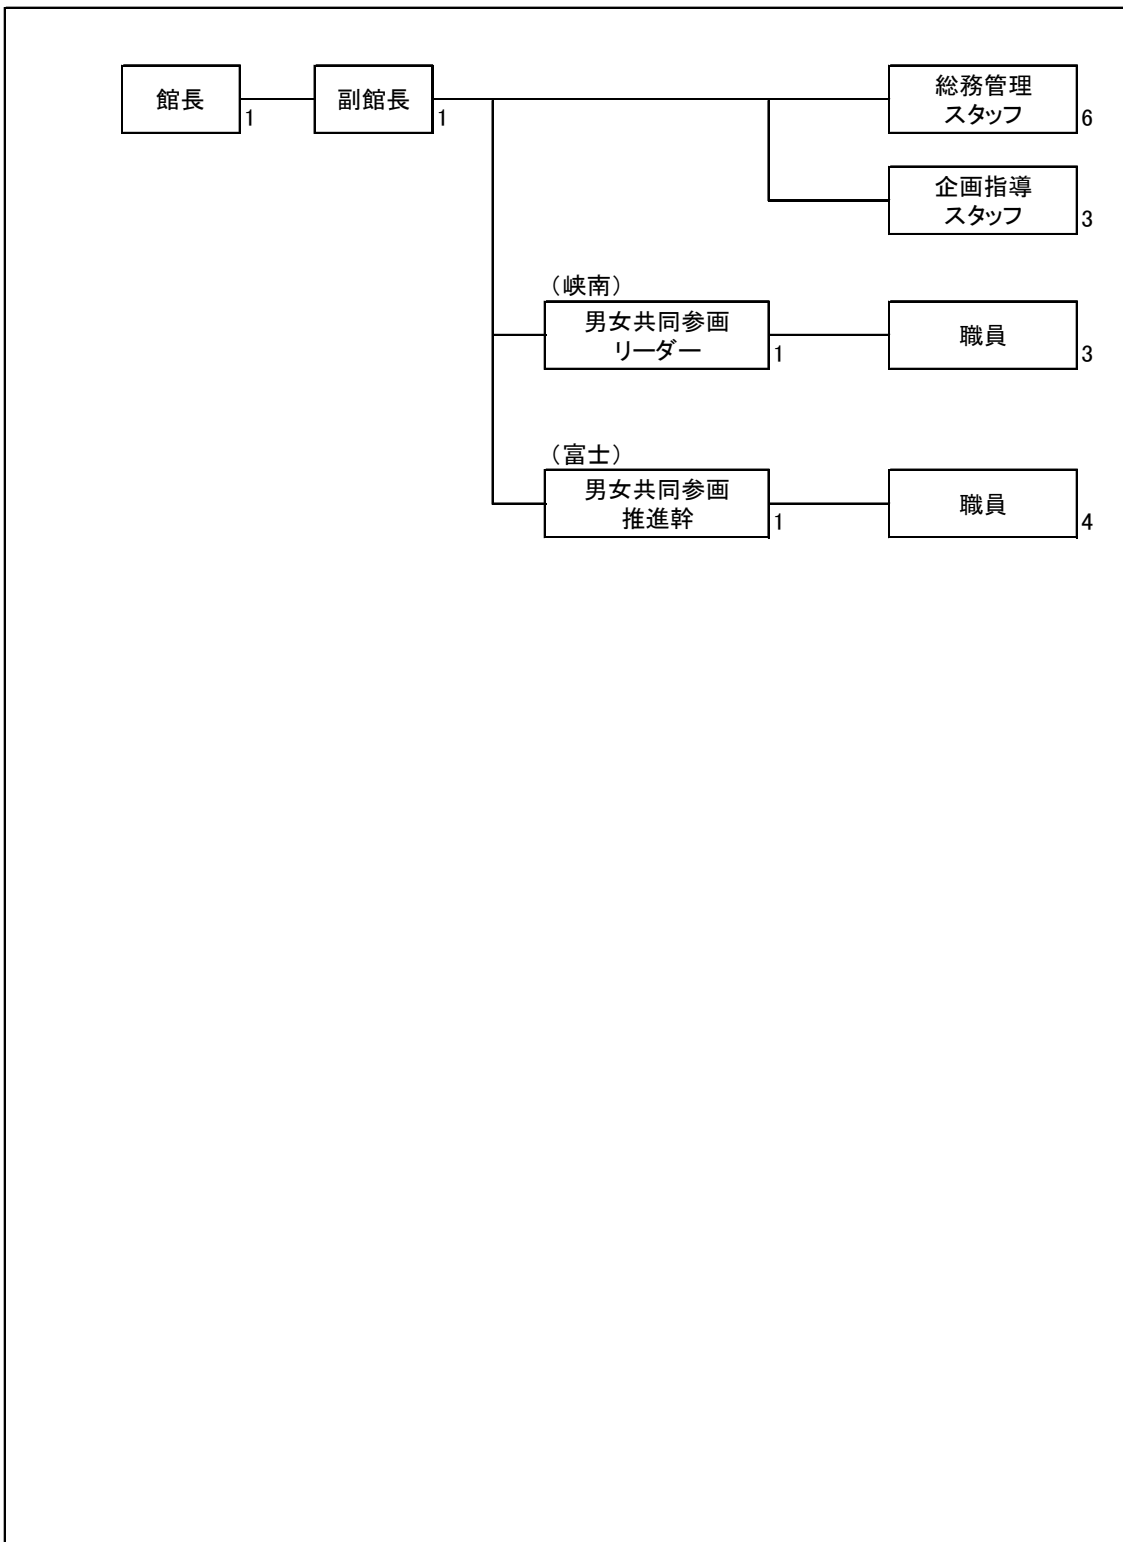 館長
1
副館長
1
総務管理
スタッフ
6
企画指導
スタッフ
3
（峡南）
男女共同参画
リーダー
1
職員
3
（富士）
男女共同参画
推進幹
1
職員
4